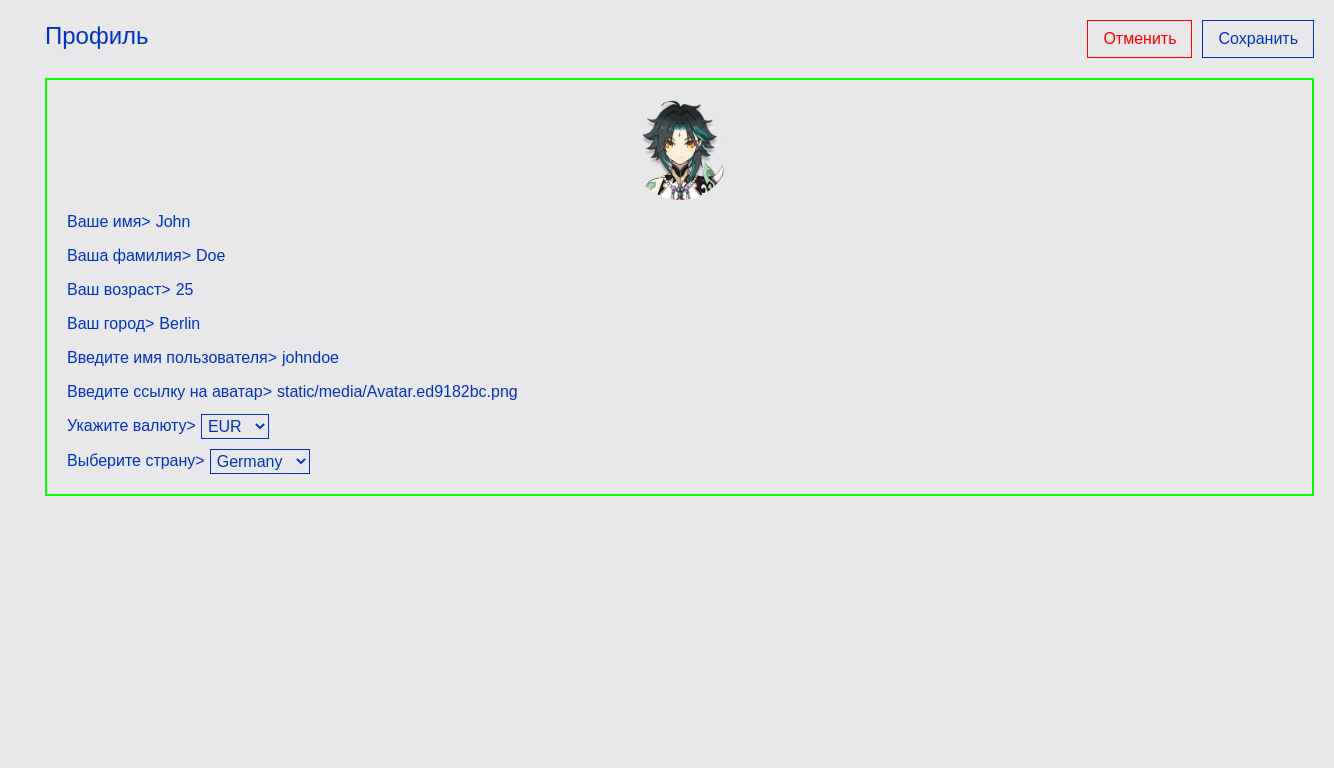 Профиль
Отменить
Сохранить
Ваше имя> John
Ваша фамилия> Doe
Ваш возраст> 25
Ваш город> Berlin
Введите имя пользователя> johndoe
Введите ссылку на аватар> static/media/Avatar.ed9182bc.png
Укажите валюту> EUR
Выберите страну> Germany